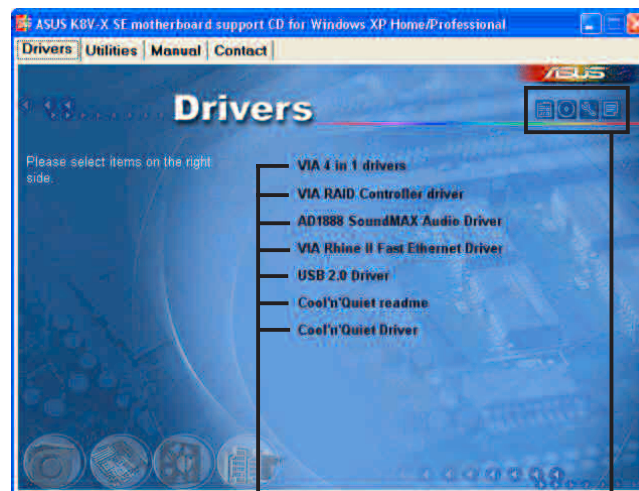 ASUS K8V-X SE motherboard support CD for Windows XP Home/Professional
Drivers Utilities Manual Contact
ASUS
Drivers
Please select items on the right
side.
VIA 4 in 1 drivers
VIA RAID Controller driver
AD1888 SoundMAX Audio Driver
VIA Rhine II Fast Ethernet Driver
USB 2.0 Driver
Cool'n'Quiet readme
Cool'n'Quiet Driver